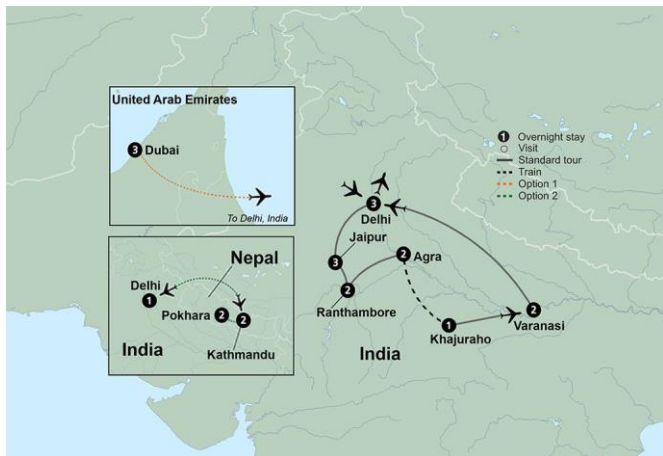 United Arab Emirates
3 Dubai
To Delhi, India
Nepal
Delhi
1
Pokhara 2 2
India
Kathmandu
1 Overnight stay
Visit
Standard tour
Train
Option 1
Option 2
3
Delhi
Jaipur
3
2 Agra
2
Ranthambore
1
Khajuraho
2
Varanasi
India